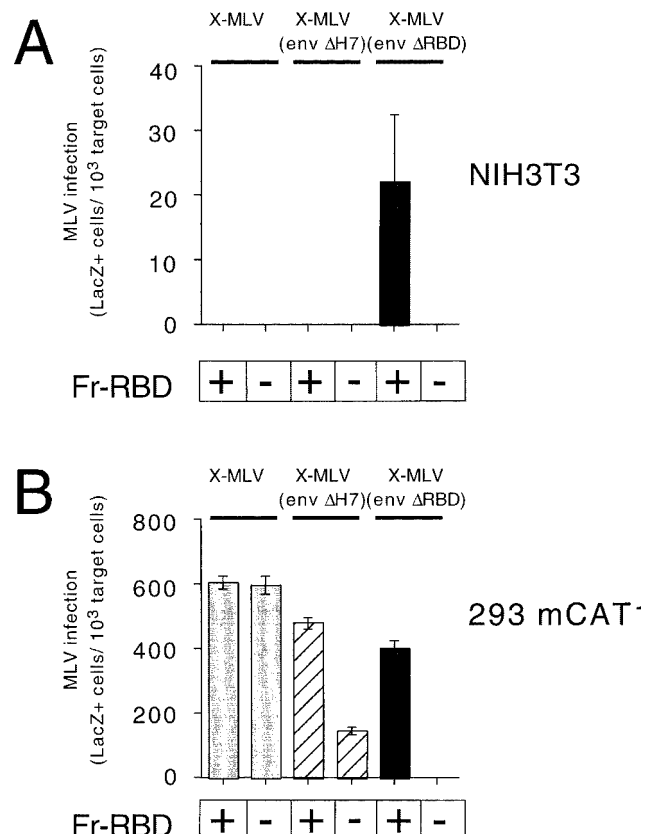 A
X-MLV X-MLV X-MLV
(env ΔH7)(env ΔRBD)
MLV infection
(LacZ+ cells/ 10³ target cells)
40
30
20
10
0
NIH3T3
Fr-RBD + - + - + -
B
X-MLV X-MLV X-MLV
(env ΔH7)(env ΔRBD)
MLV infection
(LacZ+ cells/ 10³ target cells)
800
600
400
200
0
293 mCAT
Fr-RBD + - + - + -